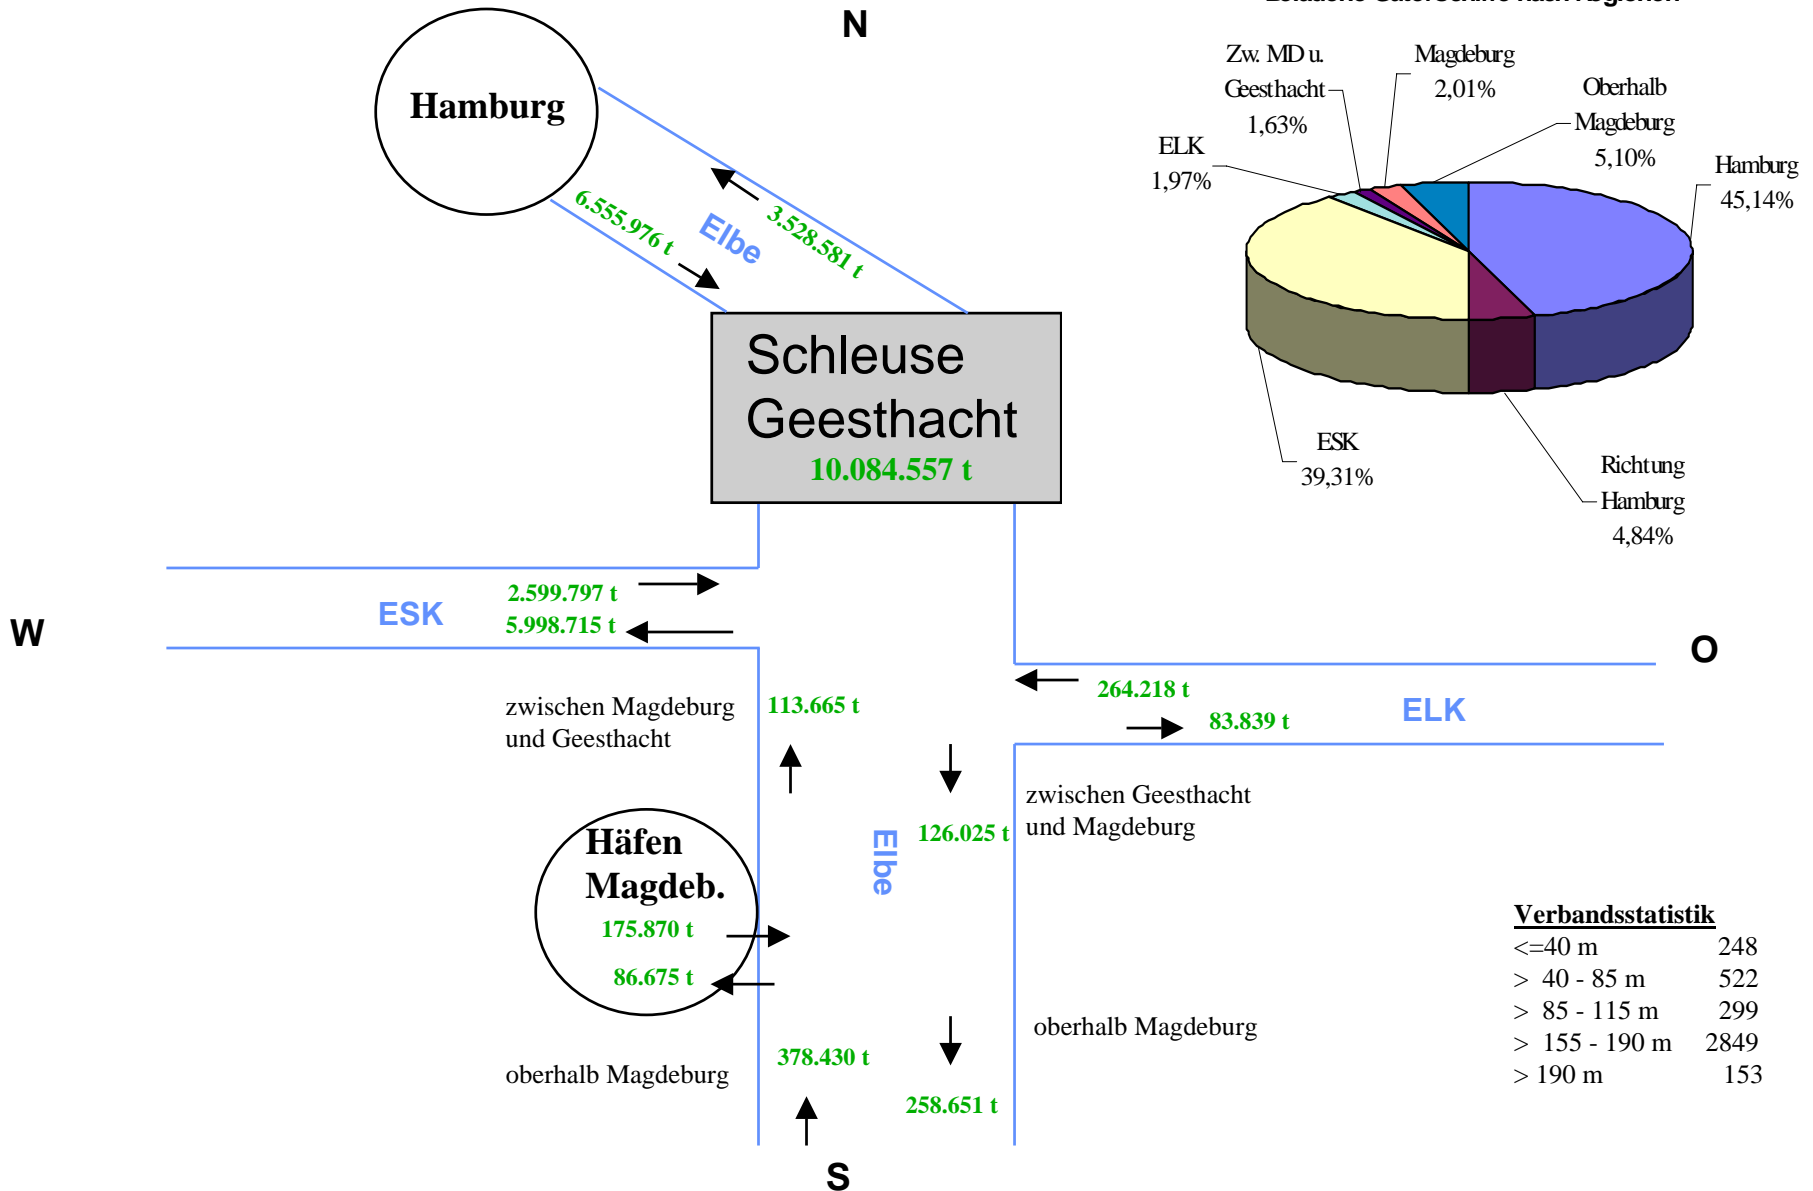 N
Hamburg
6.555.976 t
Elbe
3.528.581 t
Schleuse
Geesthacht
10.084.557 t
Zw. MD u.
Geesthacht
1,63%
Magdeburg
2,01%
Oberhalb
Magdeburg
5,10%
ELK
1,97%
Hamburg
45,14%
ESK
39,31%
Richtung
Hamburg
4,84%
W
ESK
2.599.797 t
5.998.715 t
O
264.218 t
83.839 t
ELK
zwischen Magdeburg
und Geesthacht
113.665 t
zwischen Geesthacht
und Magdeburg
126.025 t
Elbe
Häfen
Magdeb.
175.870 t
86.675 t
oberhalb Magdeburg
378.430 t
oberhalb Magdeburg
258.651 t
S
Verbandsstatistik
<=40 m 248
> 40 - 85 m 522
> 85 - 115 m 299
> 155 - 190 m 2849
> 190 m 153